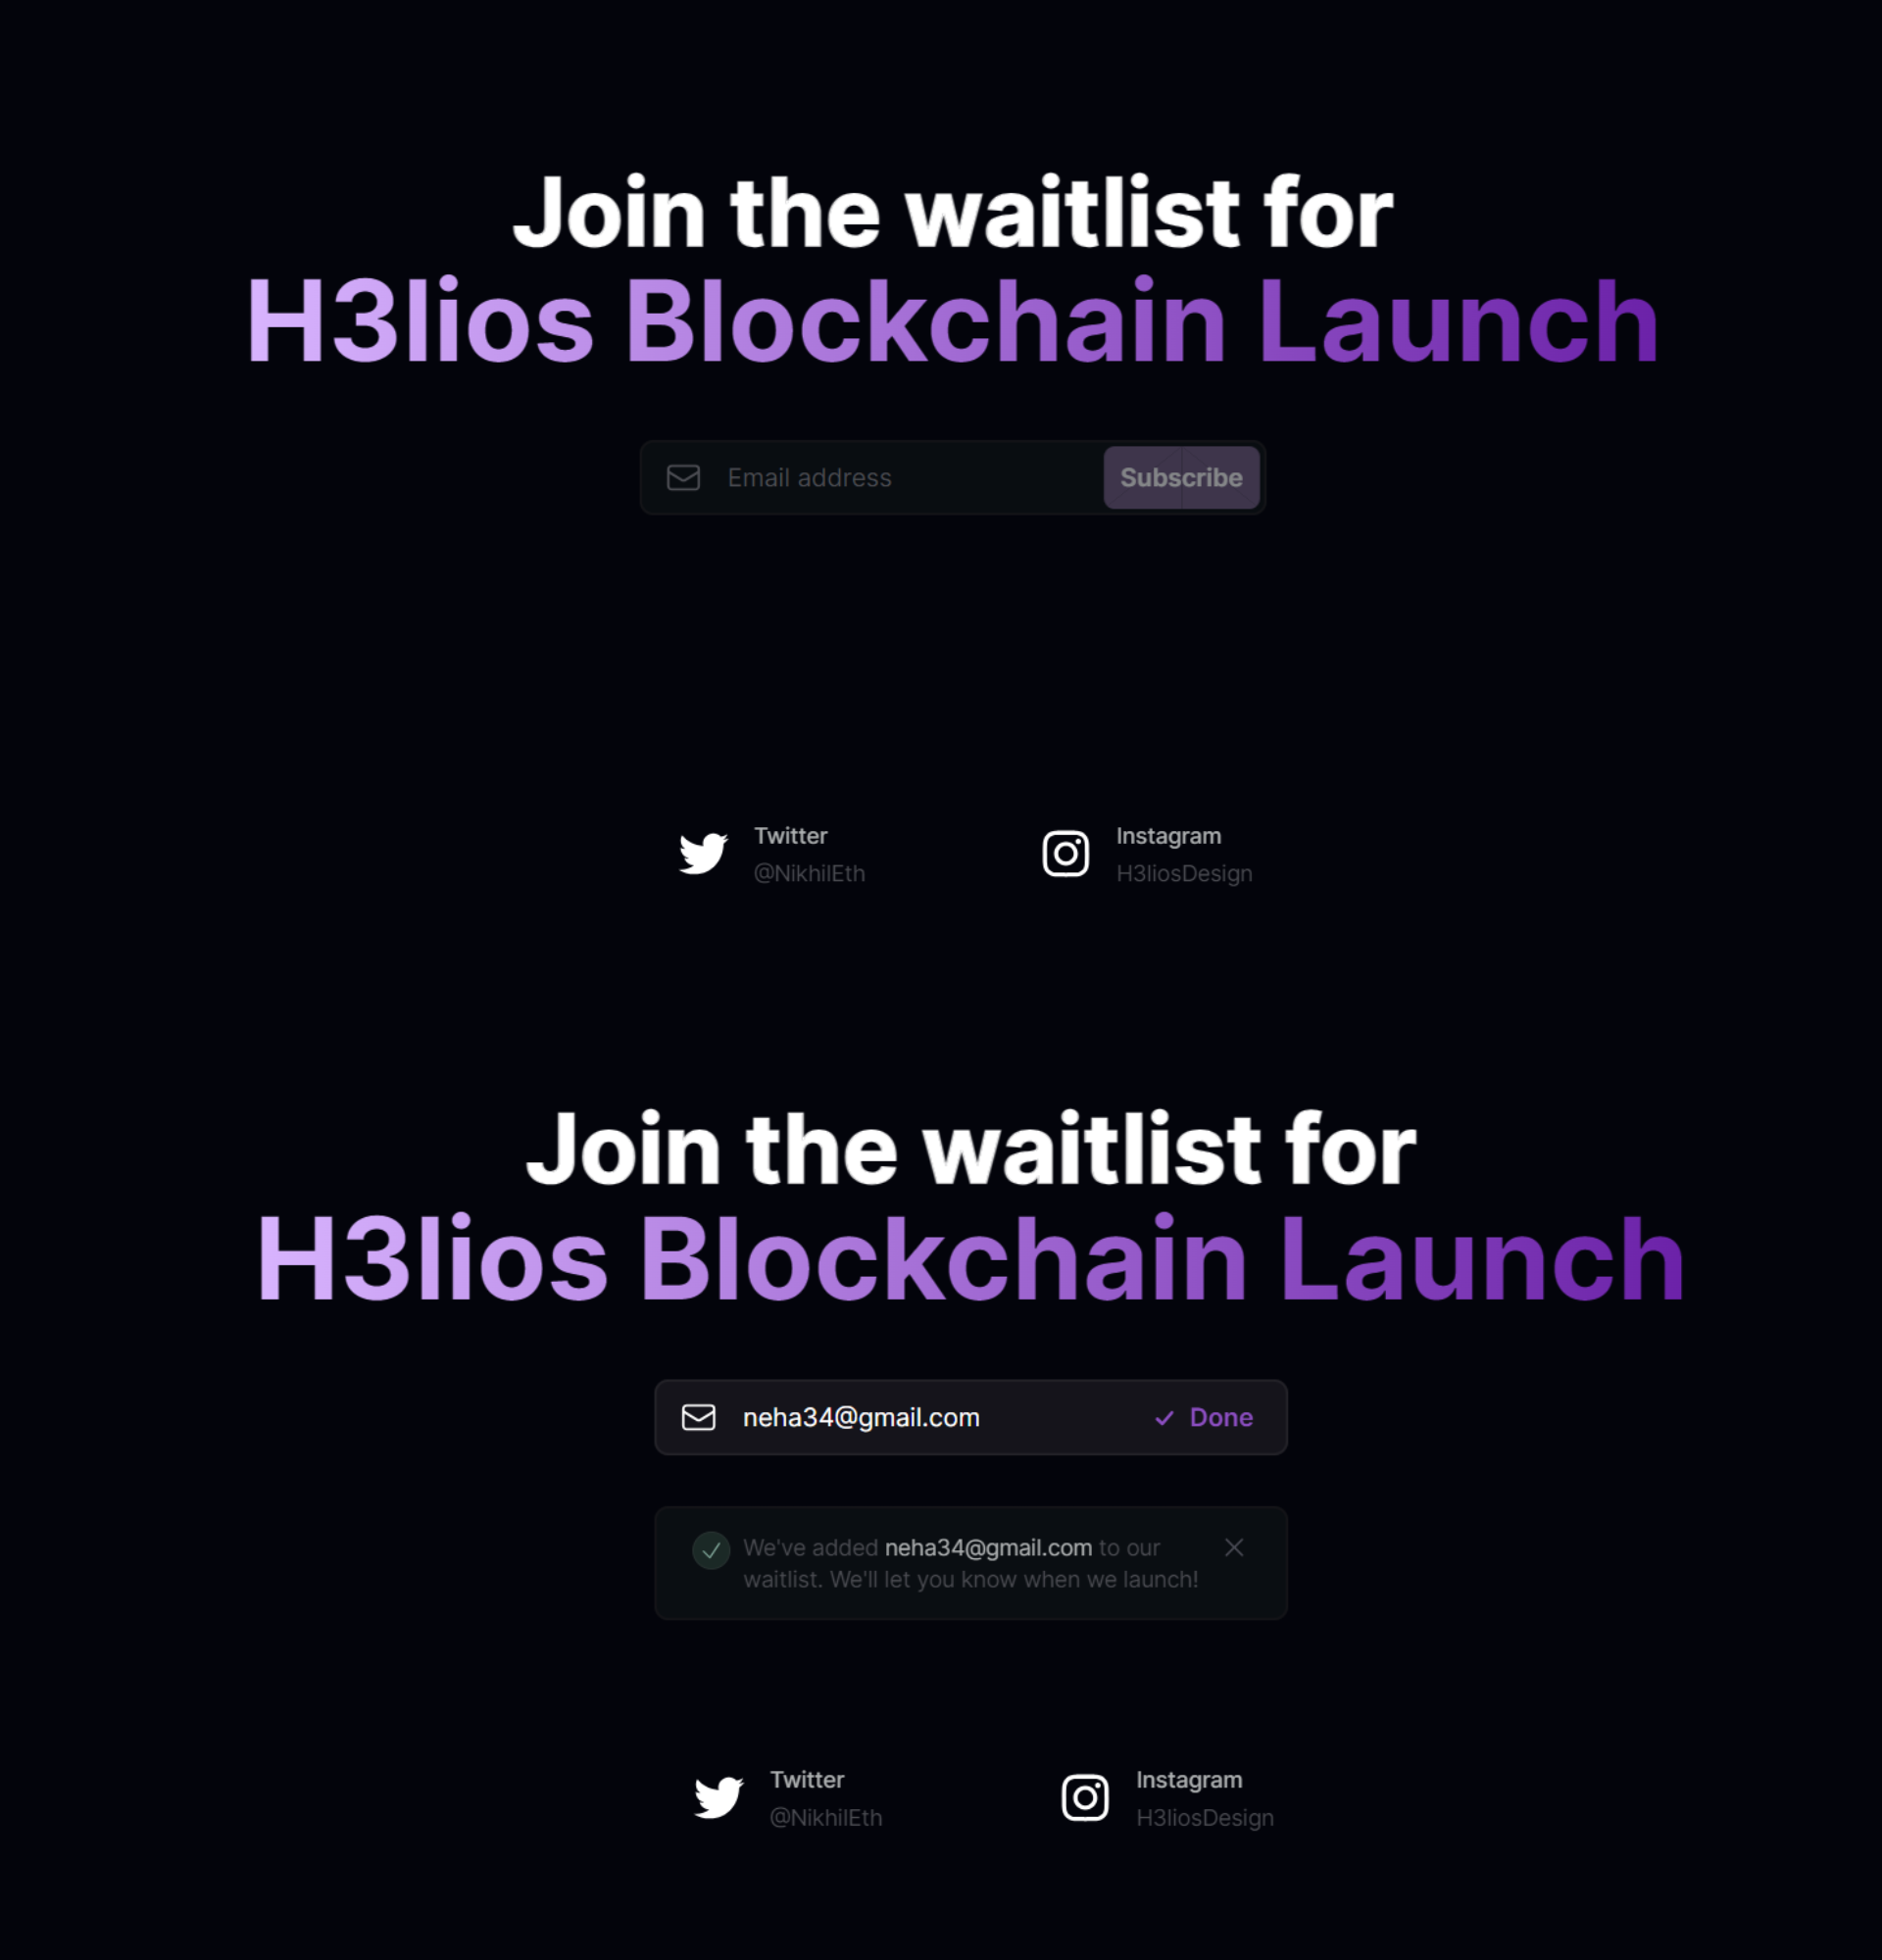 Join the waitlist for
H3lios Blockchain Launch
Email address Subscribe
Twitter
@NikhilEth
Instagram
H3liosDesign
Join the waitlist for
H3lios Blockchain Launch
neha34@gmail.com Done
We've added neha34@gmail.com to our
waitlist. We'll let you know when we launch!
Twitter
@NikhilEth
Instagram
H3liosDesign